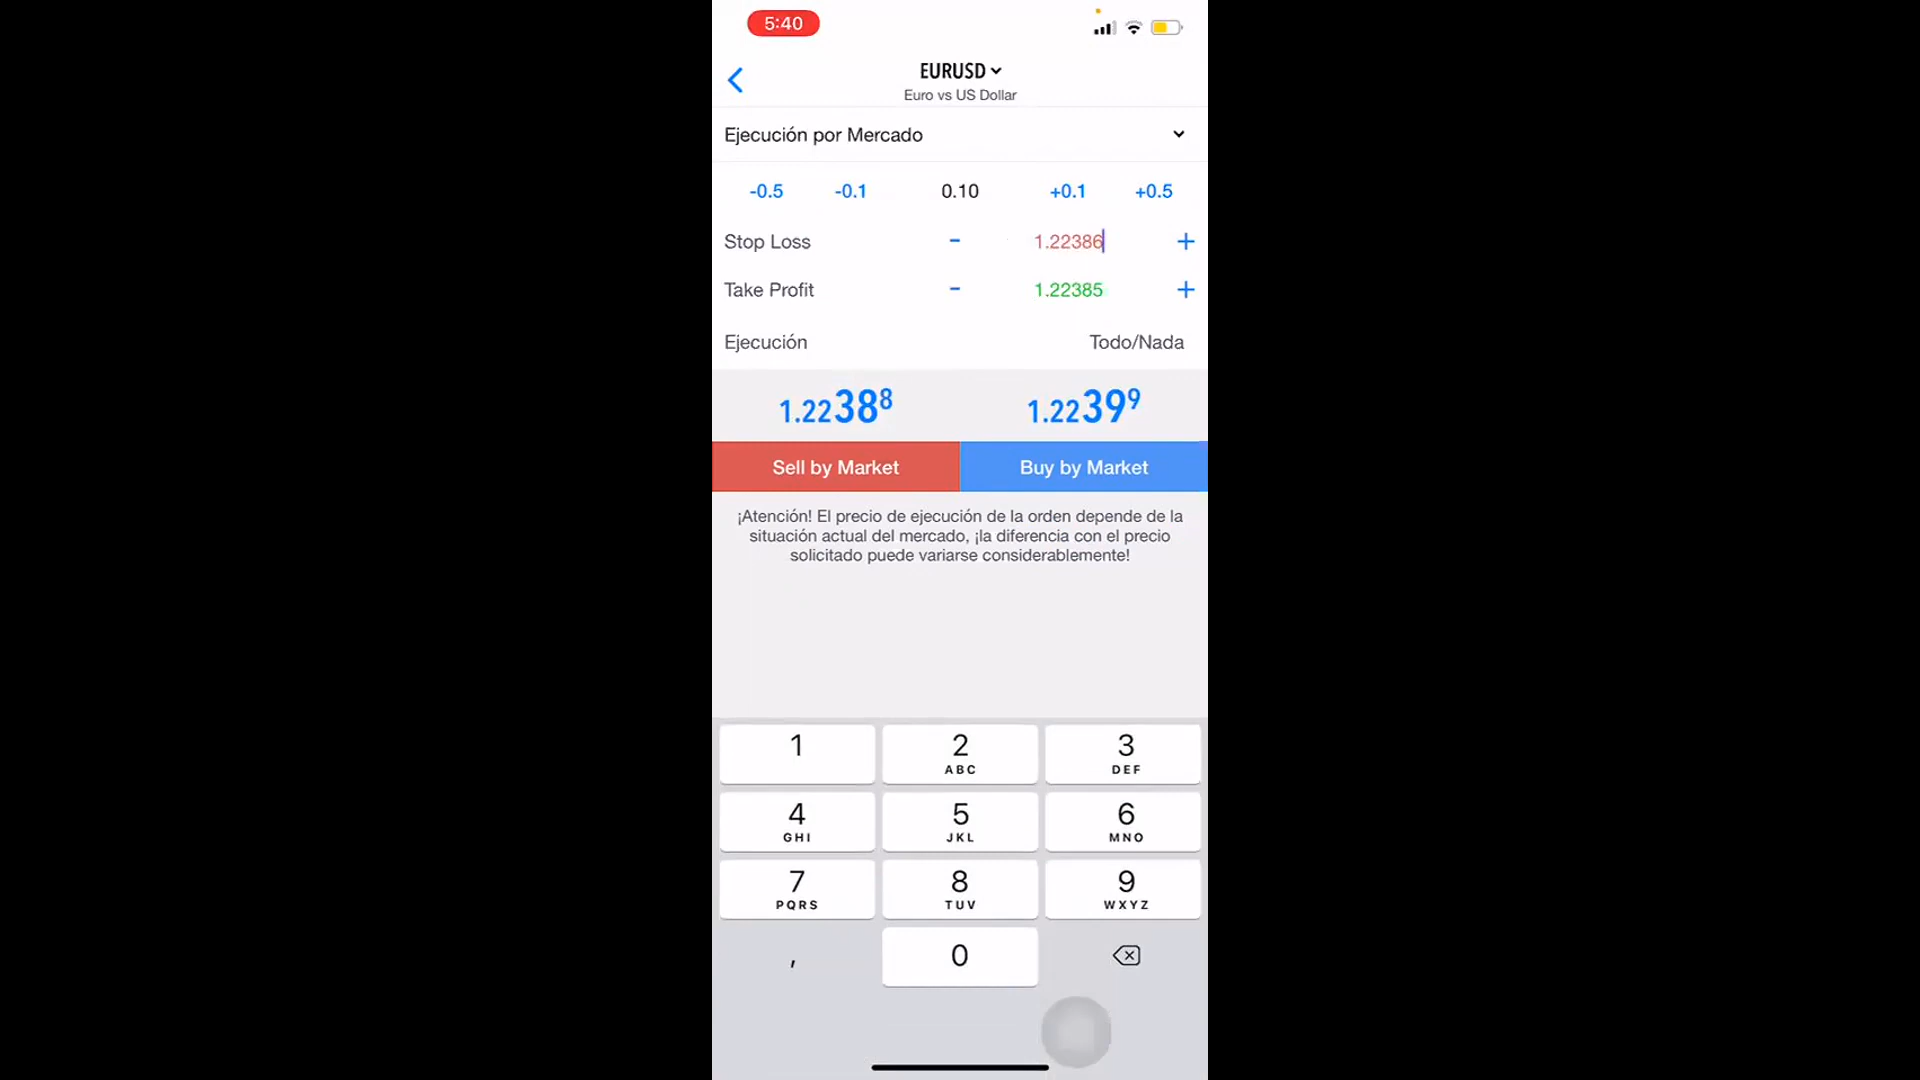 5:40
EURUSD
Euro vs US Dollar
Ejecución por Mercado
-0.5 -0.1 0.10 +0.1 +0.5
Stop Loss - 1.22386 +
Take Profit - 1.22385 +
Ejecución Todo/Nada
1.22388 1.22399
Sell by Market Buy by Market
¡Atención! El precio de ejecución de la orden depende de la
situación actual del mercado, ¡la diferencia con el precio
solicitado puede variarse considerablemente!
1 2 3
ABC DEF
4 5 6
GHI JKL MNO
7 8 9
PQRS TUV WXYZ
, 0